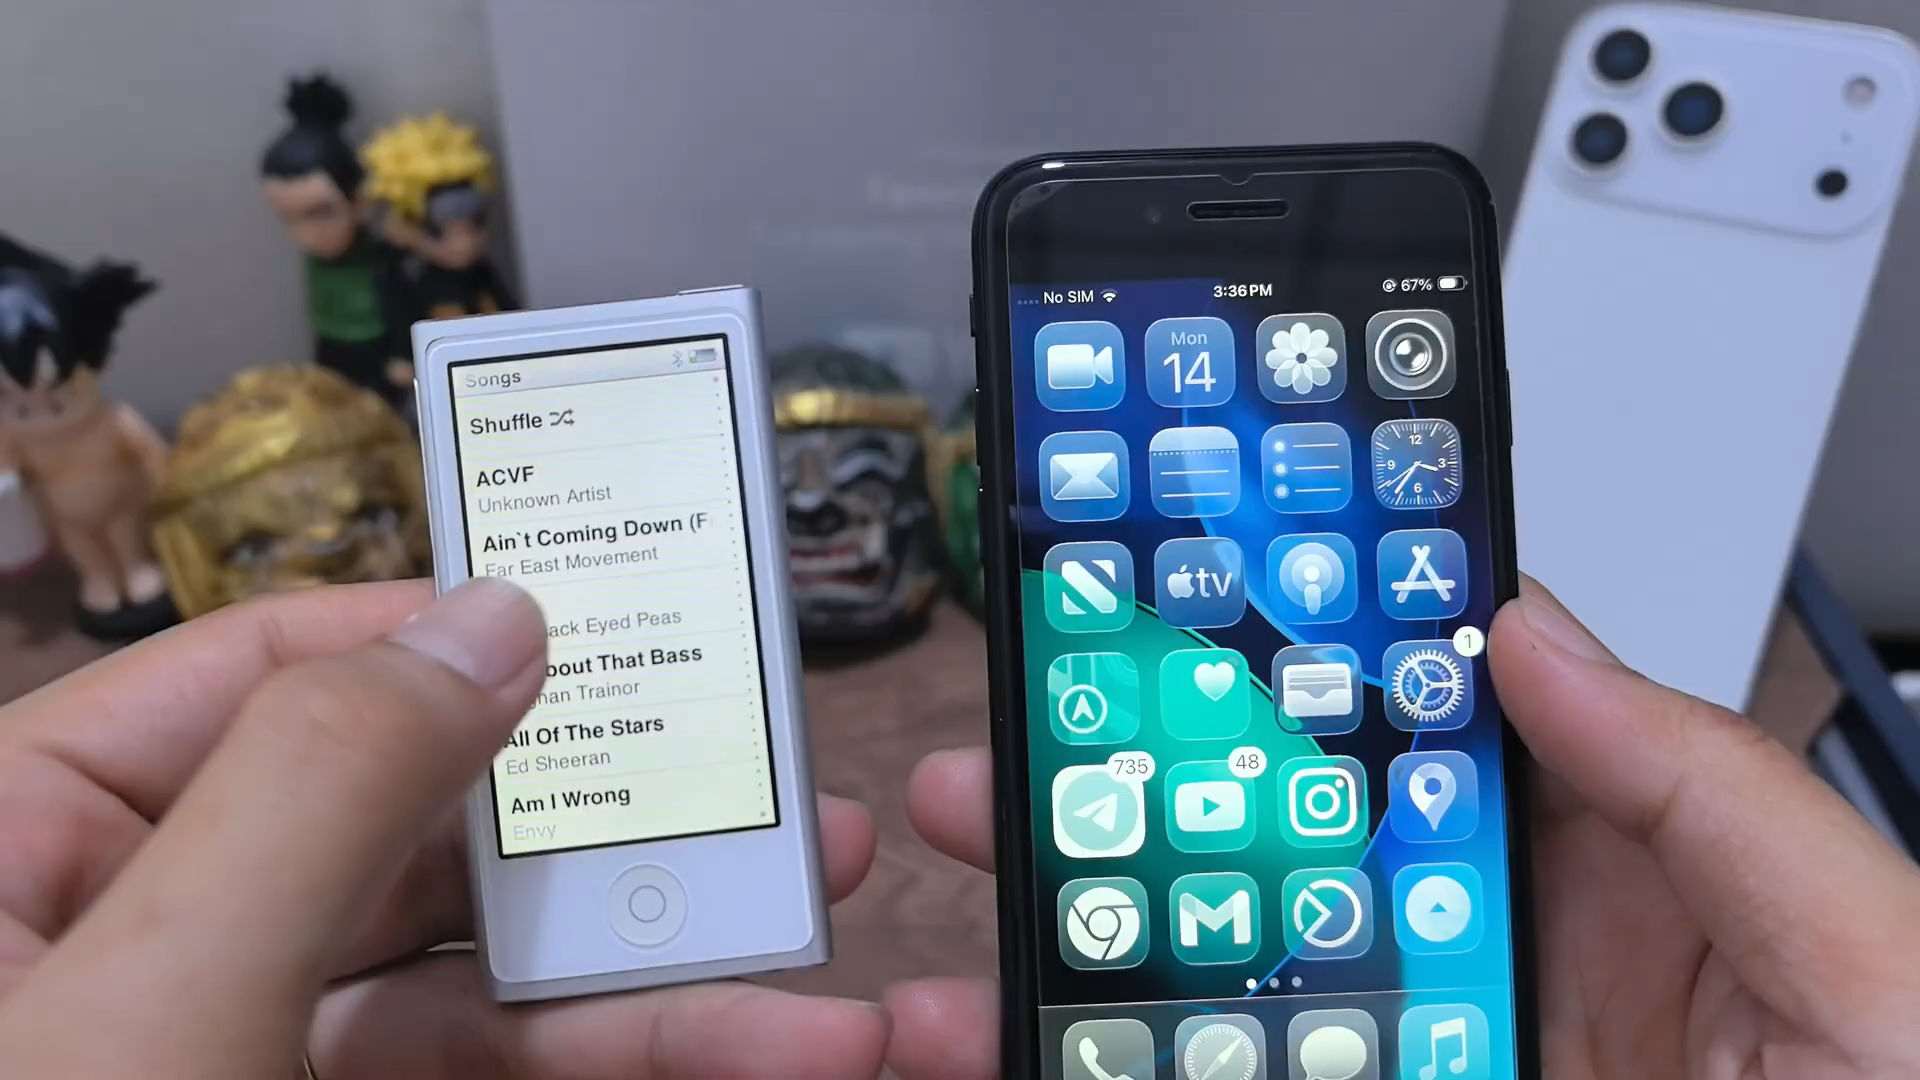 Songs
Shuffle
ACVF
Unknown Artist
Ain`t Coming Down (F
Far East Movement
ack Eyed Peas
bout That Bass
han Trainor
All Of The Stars
Ed Sheeran
Am I Wrong
Envy
No SIM
3:36PM
67%
Mon
14
12
9
3
6
tv
1
735
48